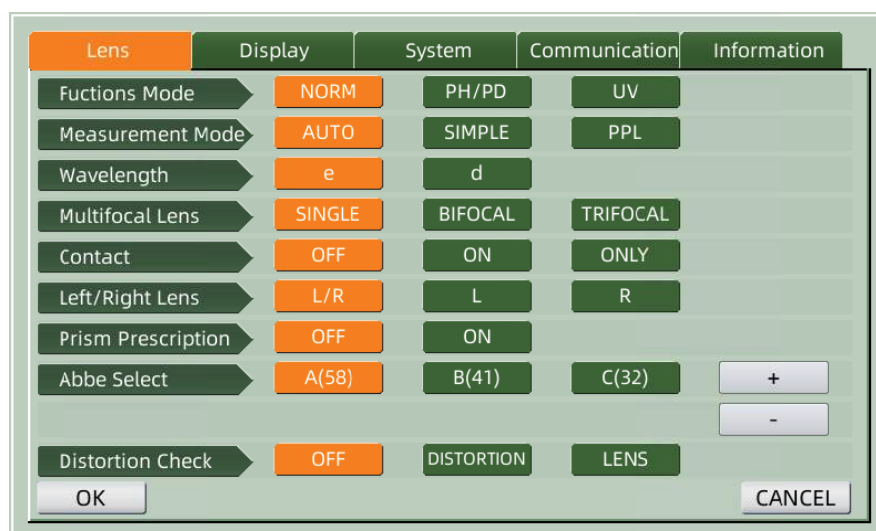 Lens Display System Communication Information
Fuctions Mode NORM PH/PD UV
Measurement Mode AUTO SIMPLE PPL
Wavelength e d
Multifocal Lens SINGLE BIFOCAL TRIFOCAL
Contact OFF ON ONLY
Left/Right Lens L/R L R
Prism Prescription OFF ON
Abbe Select A(58) B(41) C(32) +
-
Distortion Check OFF DISTORTION LENS
OK CANCEL